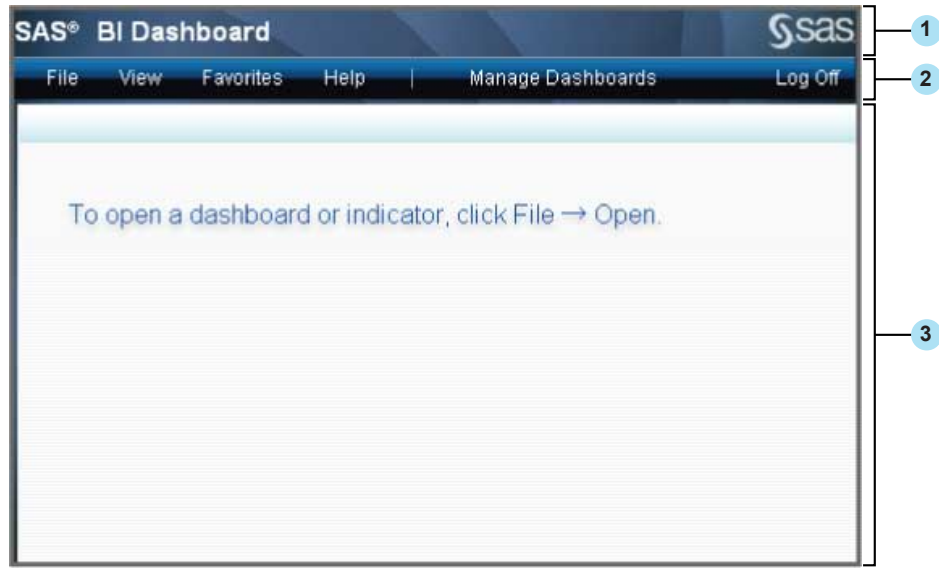 SAS® BI Dashboard
sas
1
File View Favorites Help | Manage Dashboards Log Off
2
To open a dashboard or indicator, click File → Open.
3